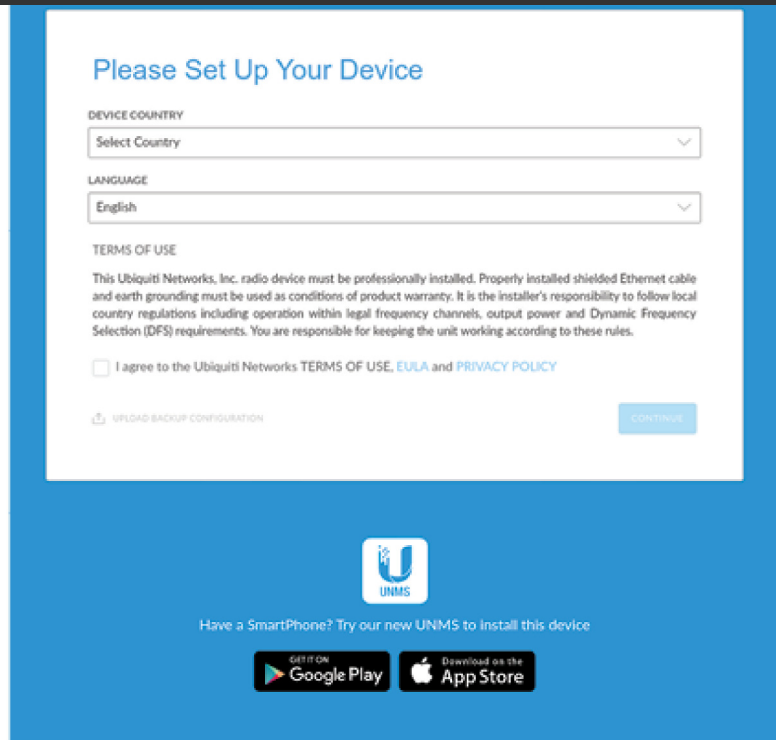 Please Set Up Your Device
DEVICE COUNTRY
Select Country
LANGUAGE
English
TERMS OF USE
This Ubiquiti Networks, Inc. radio device must be professionally installed. Properly installed shielded Ethernet cable
and earth grounding must be used as conditions of product warranty. It is the installer's responsibility to follow local
country regulations including operation within legal frequency channels, output power and Dynamic Frequency
Selection (DFS) requirements. You are responsible for keeping the unit working according to these rules.
I agree to the Ubiquiti Networks TERMS OF USE, EULA and PRIVACY POLICY
UPLOAD BACKUP CONFIGURATION
CONTINUE
U
UNMS
Have a SmartPhone? Try our new UNMS to install this device
GET IT ON
Google Play
Download on the
App Store